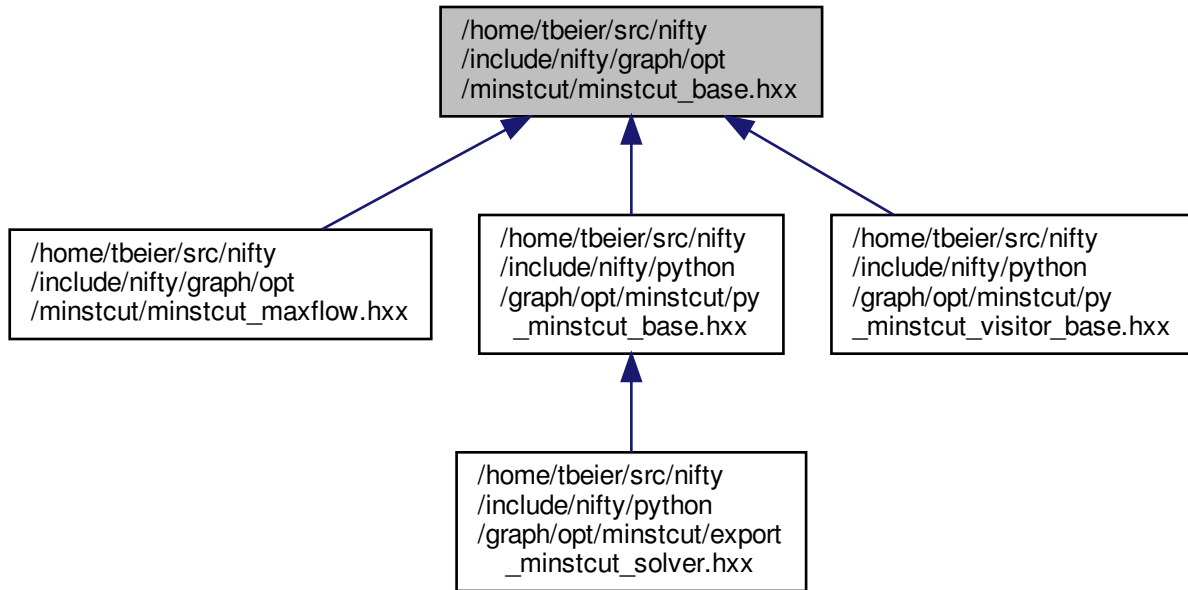 /home/tbeier/src/nifty
/include/nifty/graph/opt
/minstcut/minstcut_base.hxx
/home/tbeier/src/nifty
/include/nifty/graph/opt
/minstcut/minstcut_maxflow.hxx
/home/tbeier/src/nifty
/include/nifty/python
/graph/opt/minstcut/py
_minstcut_base.hxx
/home/tbeier/src/nifty
/include/nifty/python
/graph/opt/minstcut/py
_minstcut_visitor_base.hxx
/home/tbeier/src/nifty
/include/nifty/python
/graph/opt/minstcut/export
_minstcut_solver.hxx